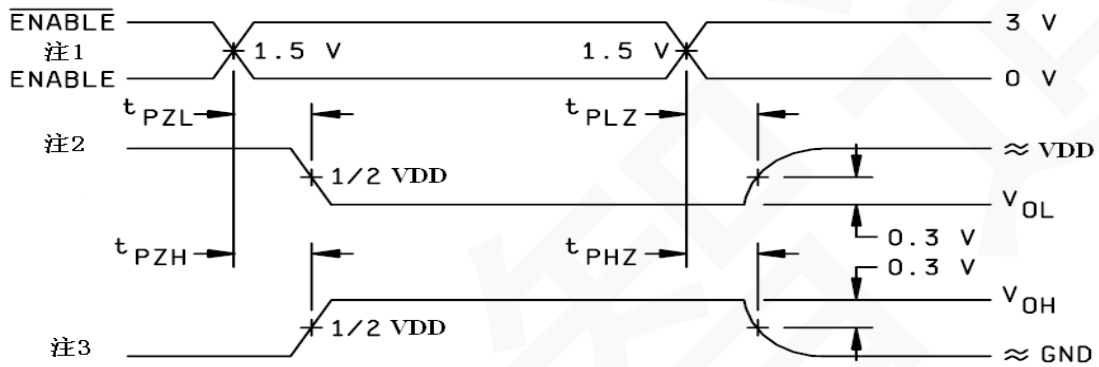 ENABLE 3 V
注1 1.5 V 1.5 V
ENABLE 0 V
tPZL tPLZ
注2 ≈ VDD
1/2 VDD
VOL
tPZH tPHZ 0.3 V
0.3 V
VOH
1/2 VDD
注3 ≈ GND